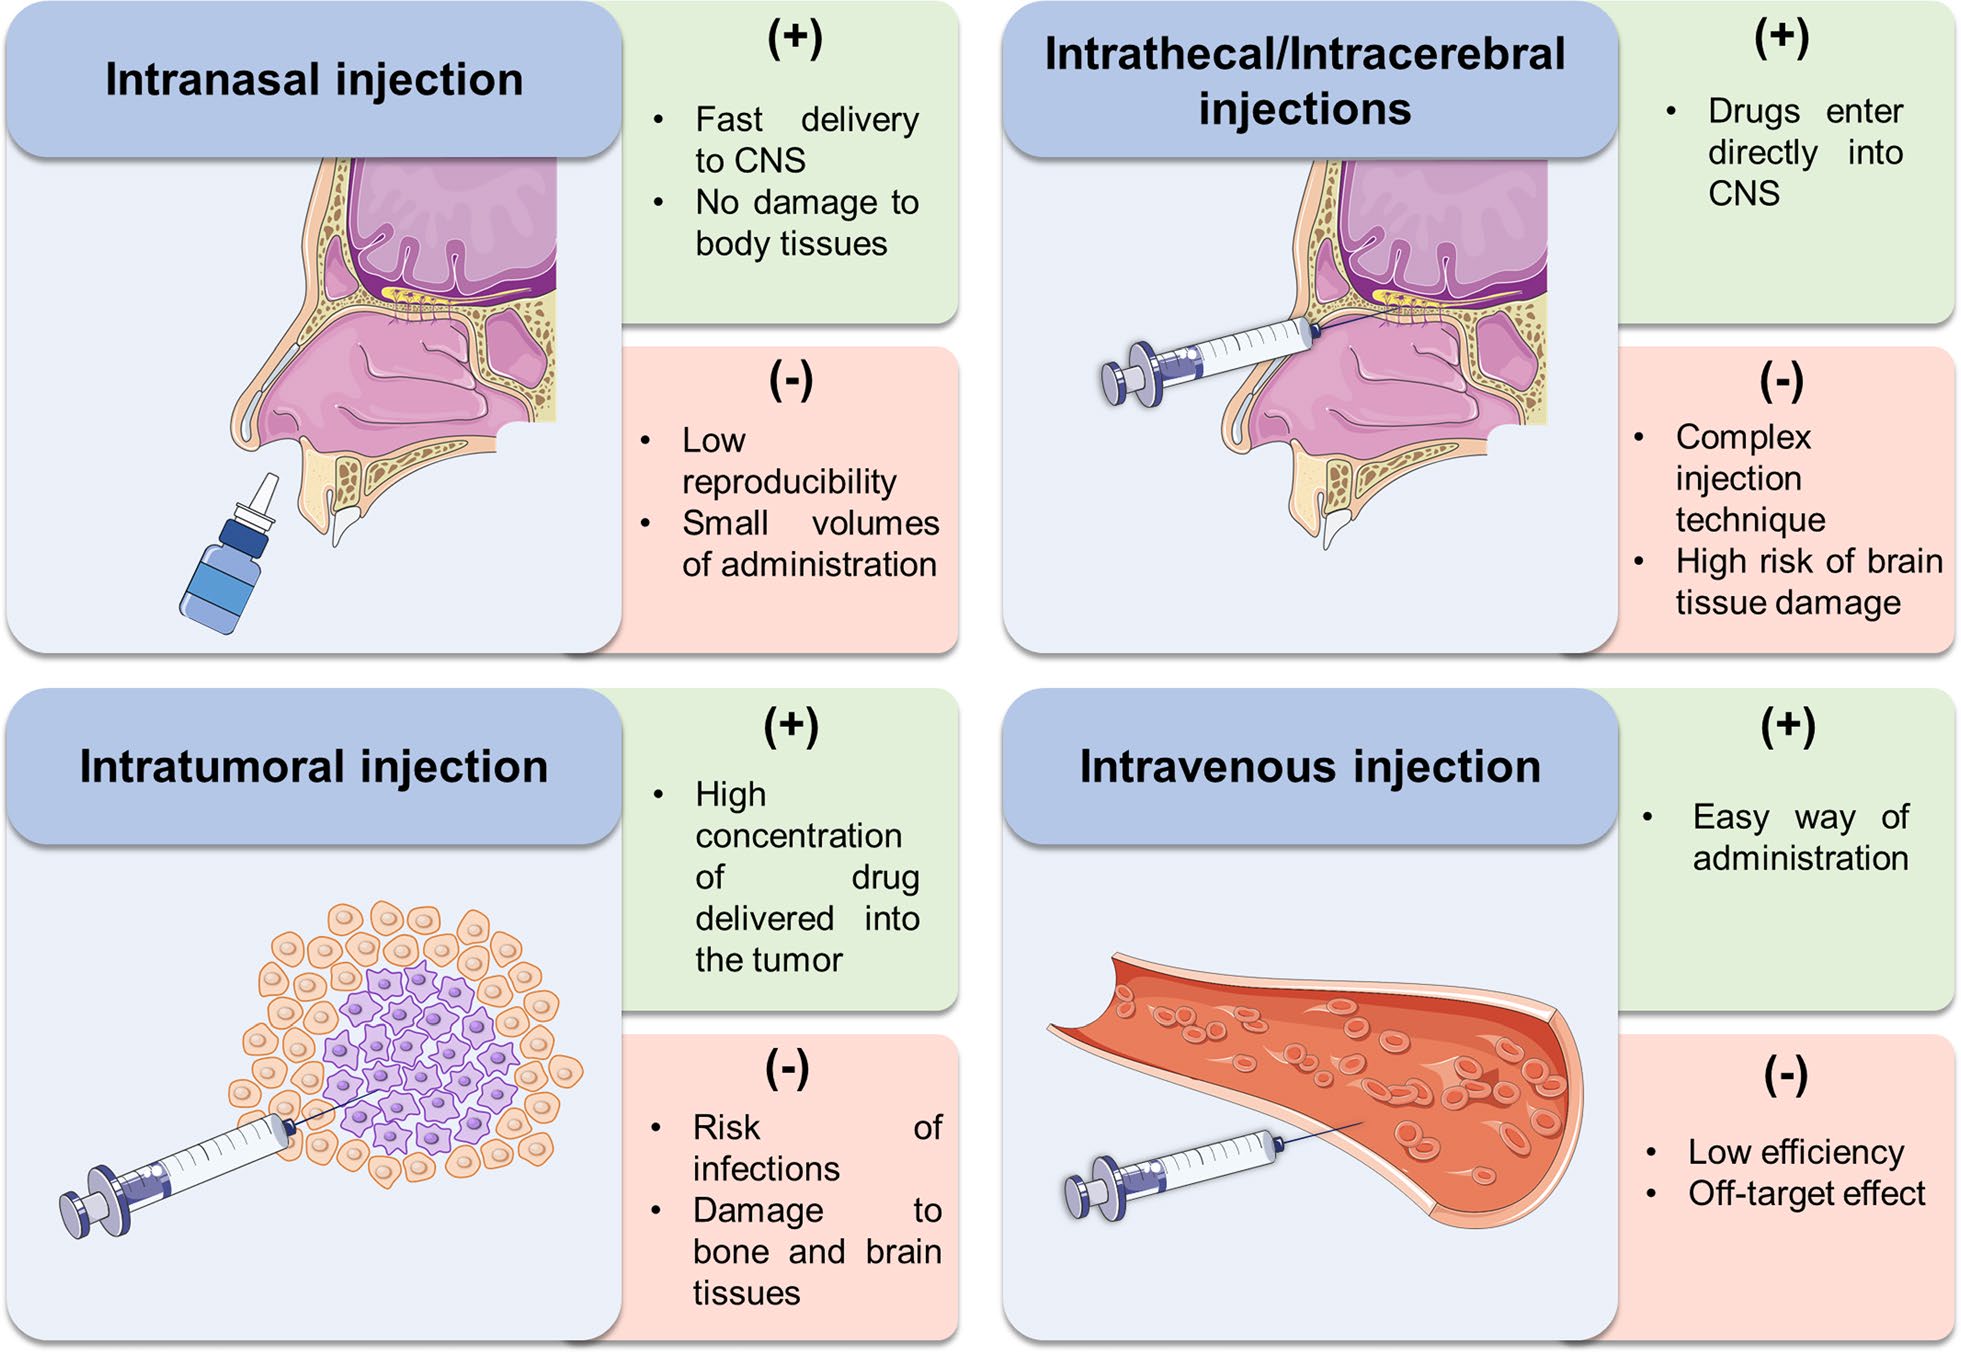 Intranasal injection
(+)
• Fast delivery
to CNS
• No damage to
body tissues
(-)
• Low
reproducibility
• Small volumes
of administration
Intrathecal/Intracerebral
injections
(+)
• Drugs enter
directly into
CNS
(-)
• Complex
injection
technique
• High risk of brain
tissue damage
Intratumoral injection
(+)
• High
concentration
of drug
delivered into
the tumor
(-)
• Risk of
infections
• Damage to
bone and brain
tissues
Intravenous injection
(+)
• Easy way of
administration
(-)
• Low efficiency
• Off-target effect